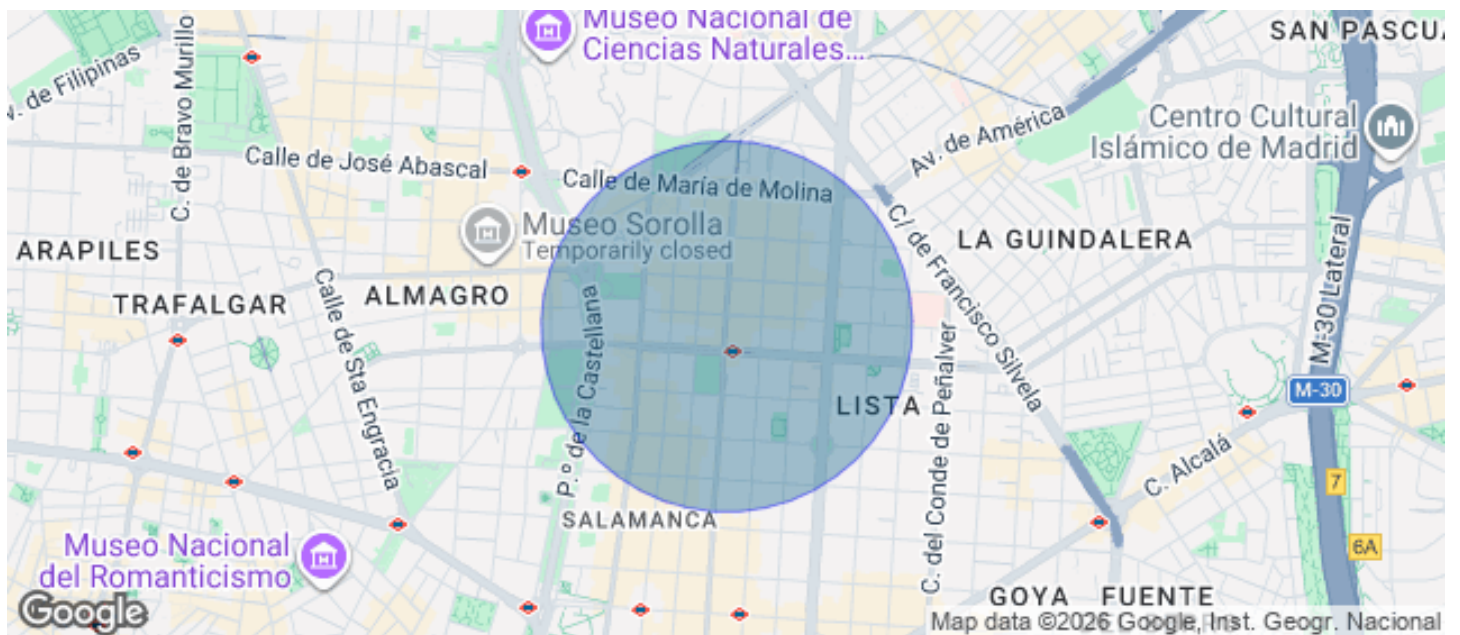 Museo Nacional de
Ciencias Naturales...
SAN PASCUA
v. de Filipinas
C. de Bravo Murillo
Av. de América
Centro Cultural
Islámico de Madrid
Calle de José Abascal
Calle de María de Molina
Museo Sorolla
Temporarily closed
C/ de Francisco Silvela
LA GUINDALERA
ARAPILES
TRAFALGAR
ALMAGRO
Calle de Sta Engracia
P.º de la Castellana
M-30 Lateral
M-30
LISTA
C. del Conde de Peñalver
C. Alcalá
7
SALAMANCA
Museo Nacional
del Romanticismo
6A
GOYA
FUENTE
Google
Map data ©2026 Google, Inst. Geogr. Nacional